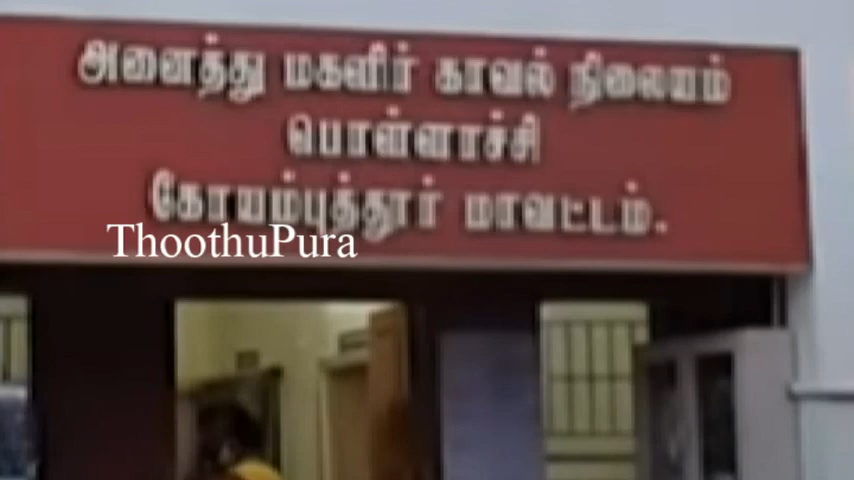 அனைத்து மகளிர் காவல் நிலையம்
பொள்ளாச்சி
கோயம்புத்தூர் மாவட்டம்.
ThoothuPura